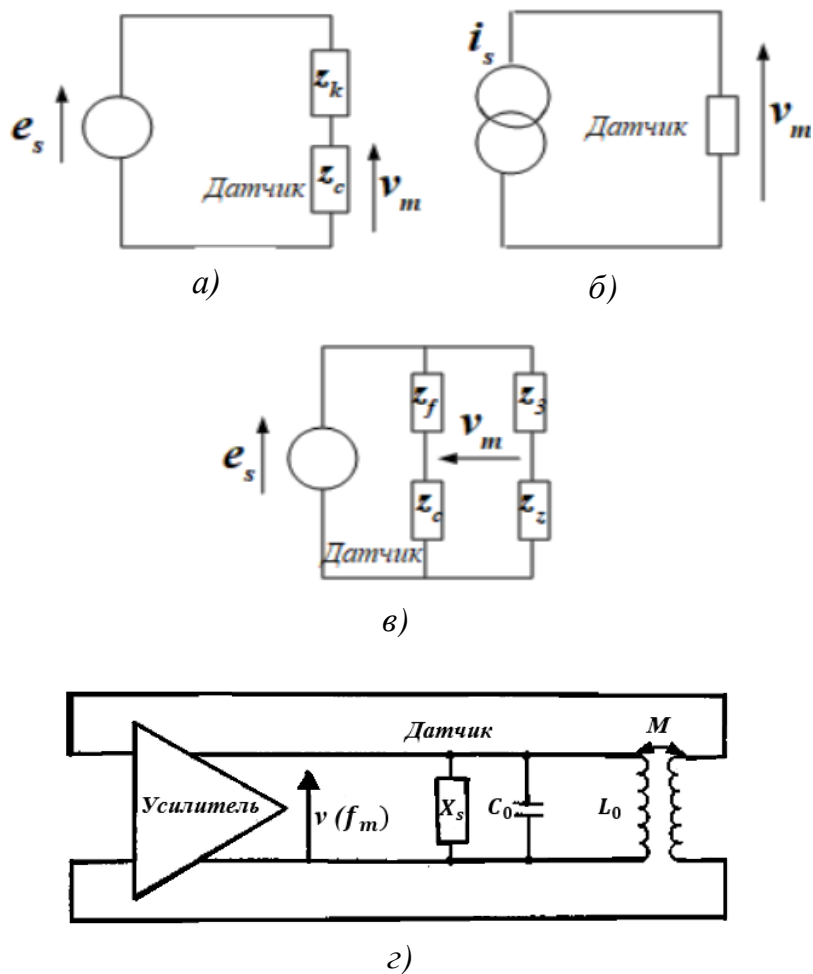 e_s
z_k
z_c
Датчик
v_m
а)
i_s
Датчик
v_m
б)
e_s
z_f
z_3
v_m
z_c
z_z
Датчик
в)
Датчик
M
Усилитель
v (f_m)
X_s
C_0
L_0
г)